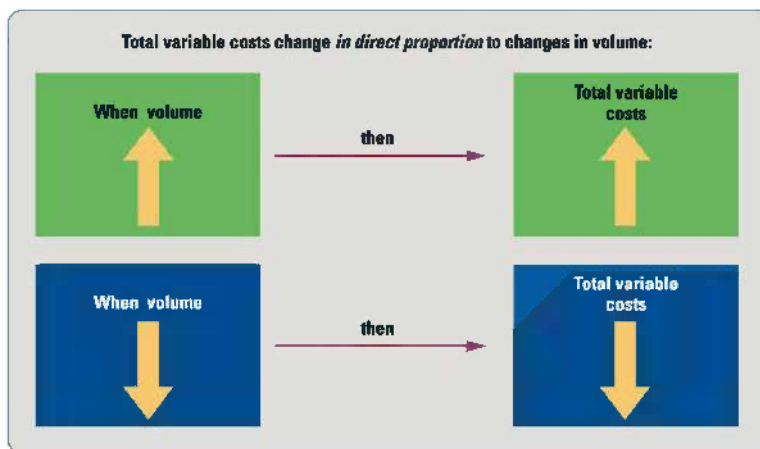 Total variable costs change in direct proportion to changes in volume:
When volume
then
Total variable
costs
When volume
then
Total variable
costs